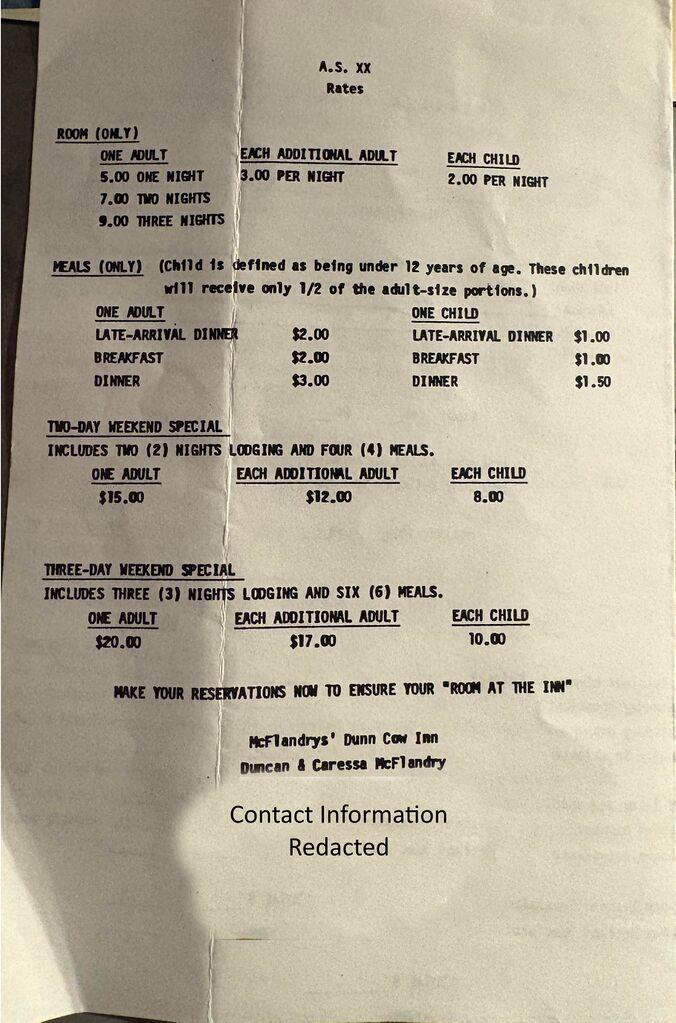 A.S. XX
Rates
ROOM (ONLY)
ONE ADULT EACH ADDITIONAL ADULT EACH CHILD
5.00 ONE NIGHT 3.00 PER NIGHT 2.00 PER NIGHT
7.00 TWO NIGHTS
9.00 THREE NIGHTS
MEALS (ONLY) (Child is defined as being under 12 years of age. These children
will receive only 1/2 of the adult-size portions.)
ONE ADULT ONE CHILD
LATE-ARRIVAL DINNER $2.00 LATE-ARRIVAL DINNER $1.00
BREAKFAST $2.00 BREAKFAST $1.00
DINNER $3.00 DINNER $1.50
TWO-DAY WEEKEND SPECIAL
INCLUDES TWO (2) NIGHTS LODGING AND FOUR (4) MEALS.
ONE ADULT EACH ADDITIONAL ADULT EACH CHILD
$15.00 $12.00 8.00
THREE-DAY WEEKEND SPECIAL
INCLUDES THREE (3) NIGHTS LODGING AND SIX (6) MEALS.
ONE ADULT EACH ADDITIONAL ADULT EACH CHILD
$20.00 $17.00 10.00
MAKE YOUR RESERVATIONS NOW TO ENSURE YOUR "ROOM AT THE INN"
McFlandrys' Dunn Cow Inn
Duncan & Caressa McFlandry
Contact Information
Redacted